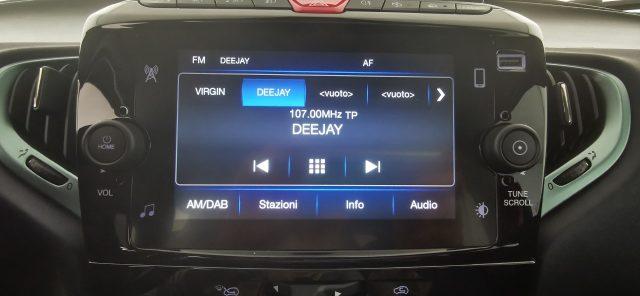 FM DEEJAY AF
VIRGIN DEEJAY <vuoto> <vuoto>
107.00MHz TP
DEEJAY
HOME
VOL
TUNE
SCROLL
AM/DAB Stazioni Info Audio